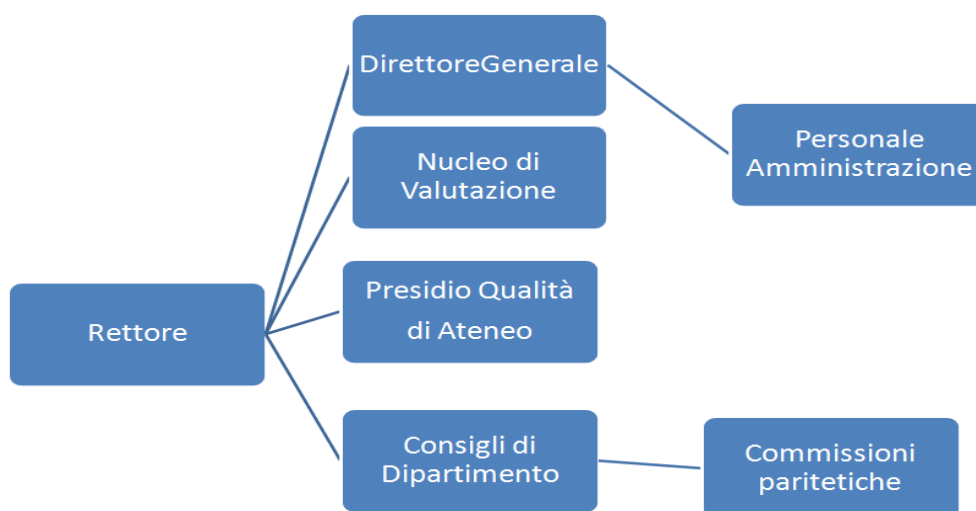 DirettoreGenerale
Personale
Amministrazione
Nucleo di
Valutazione
Presidio Qualità
di Ateneo
Rettore
Consigli di
Dipartimento
Commissioni
paritetiche